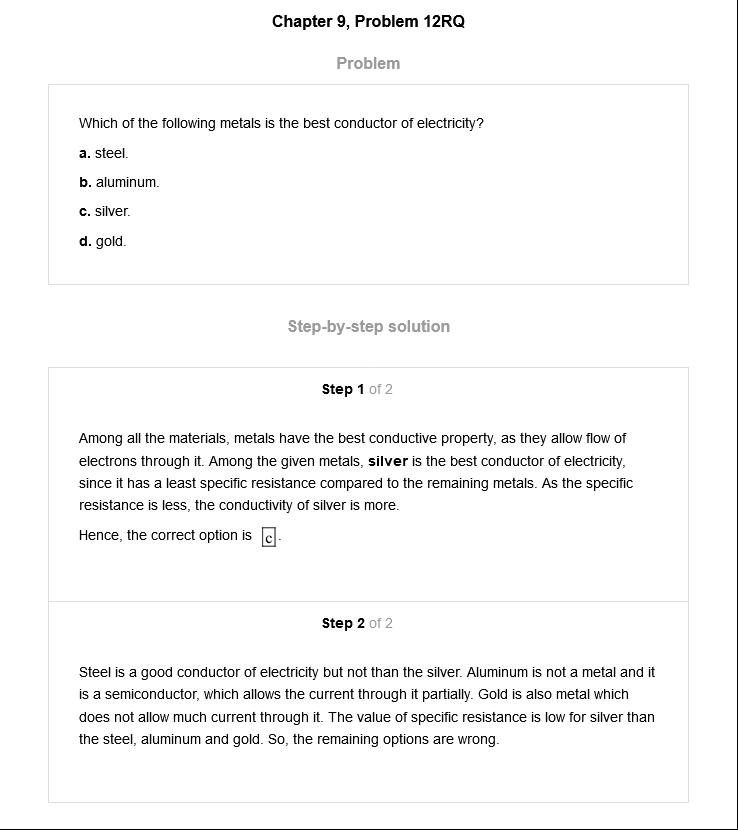 Chapter 9, Problem 12RQ
Problem
Which of the following metals is the best conductor of electricity?
a. steel.
b. aluminum.
c. silver.
d. gold.
Step-by-step solution
Step 1 of 2
Among all the materials, metals have the best conductive property, as they allow flow of
electrons through it. Among the given metals, silver is the best conductor of electricity,
since it has a least specific resistance compared to the remaining metals. As the specific
resistance is less, the conductivity of silver is more.
Hence, the correct option is c.
Step 2 of 2
Steel is a good conductor of electricity but not than the silver. Aluminum is not a metal and it
is a semiconductor, which allows the current through it partially. Gold is also metal which
does not allow much current through it. The value of specific resistance is low for silver than
the steel, aluminum and gold. So, the remaining options are wrong.